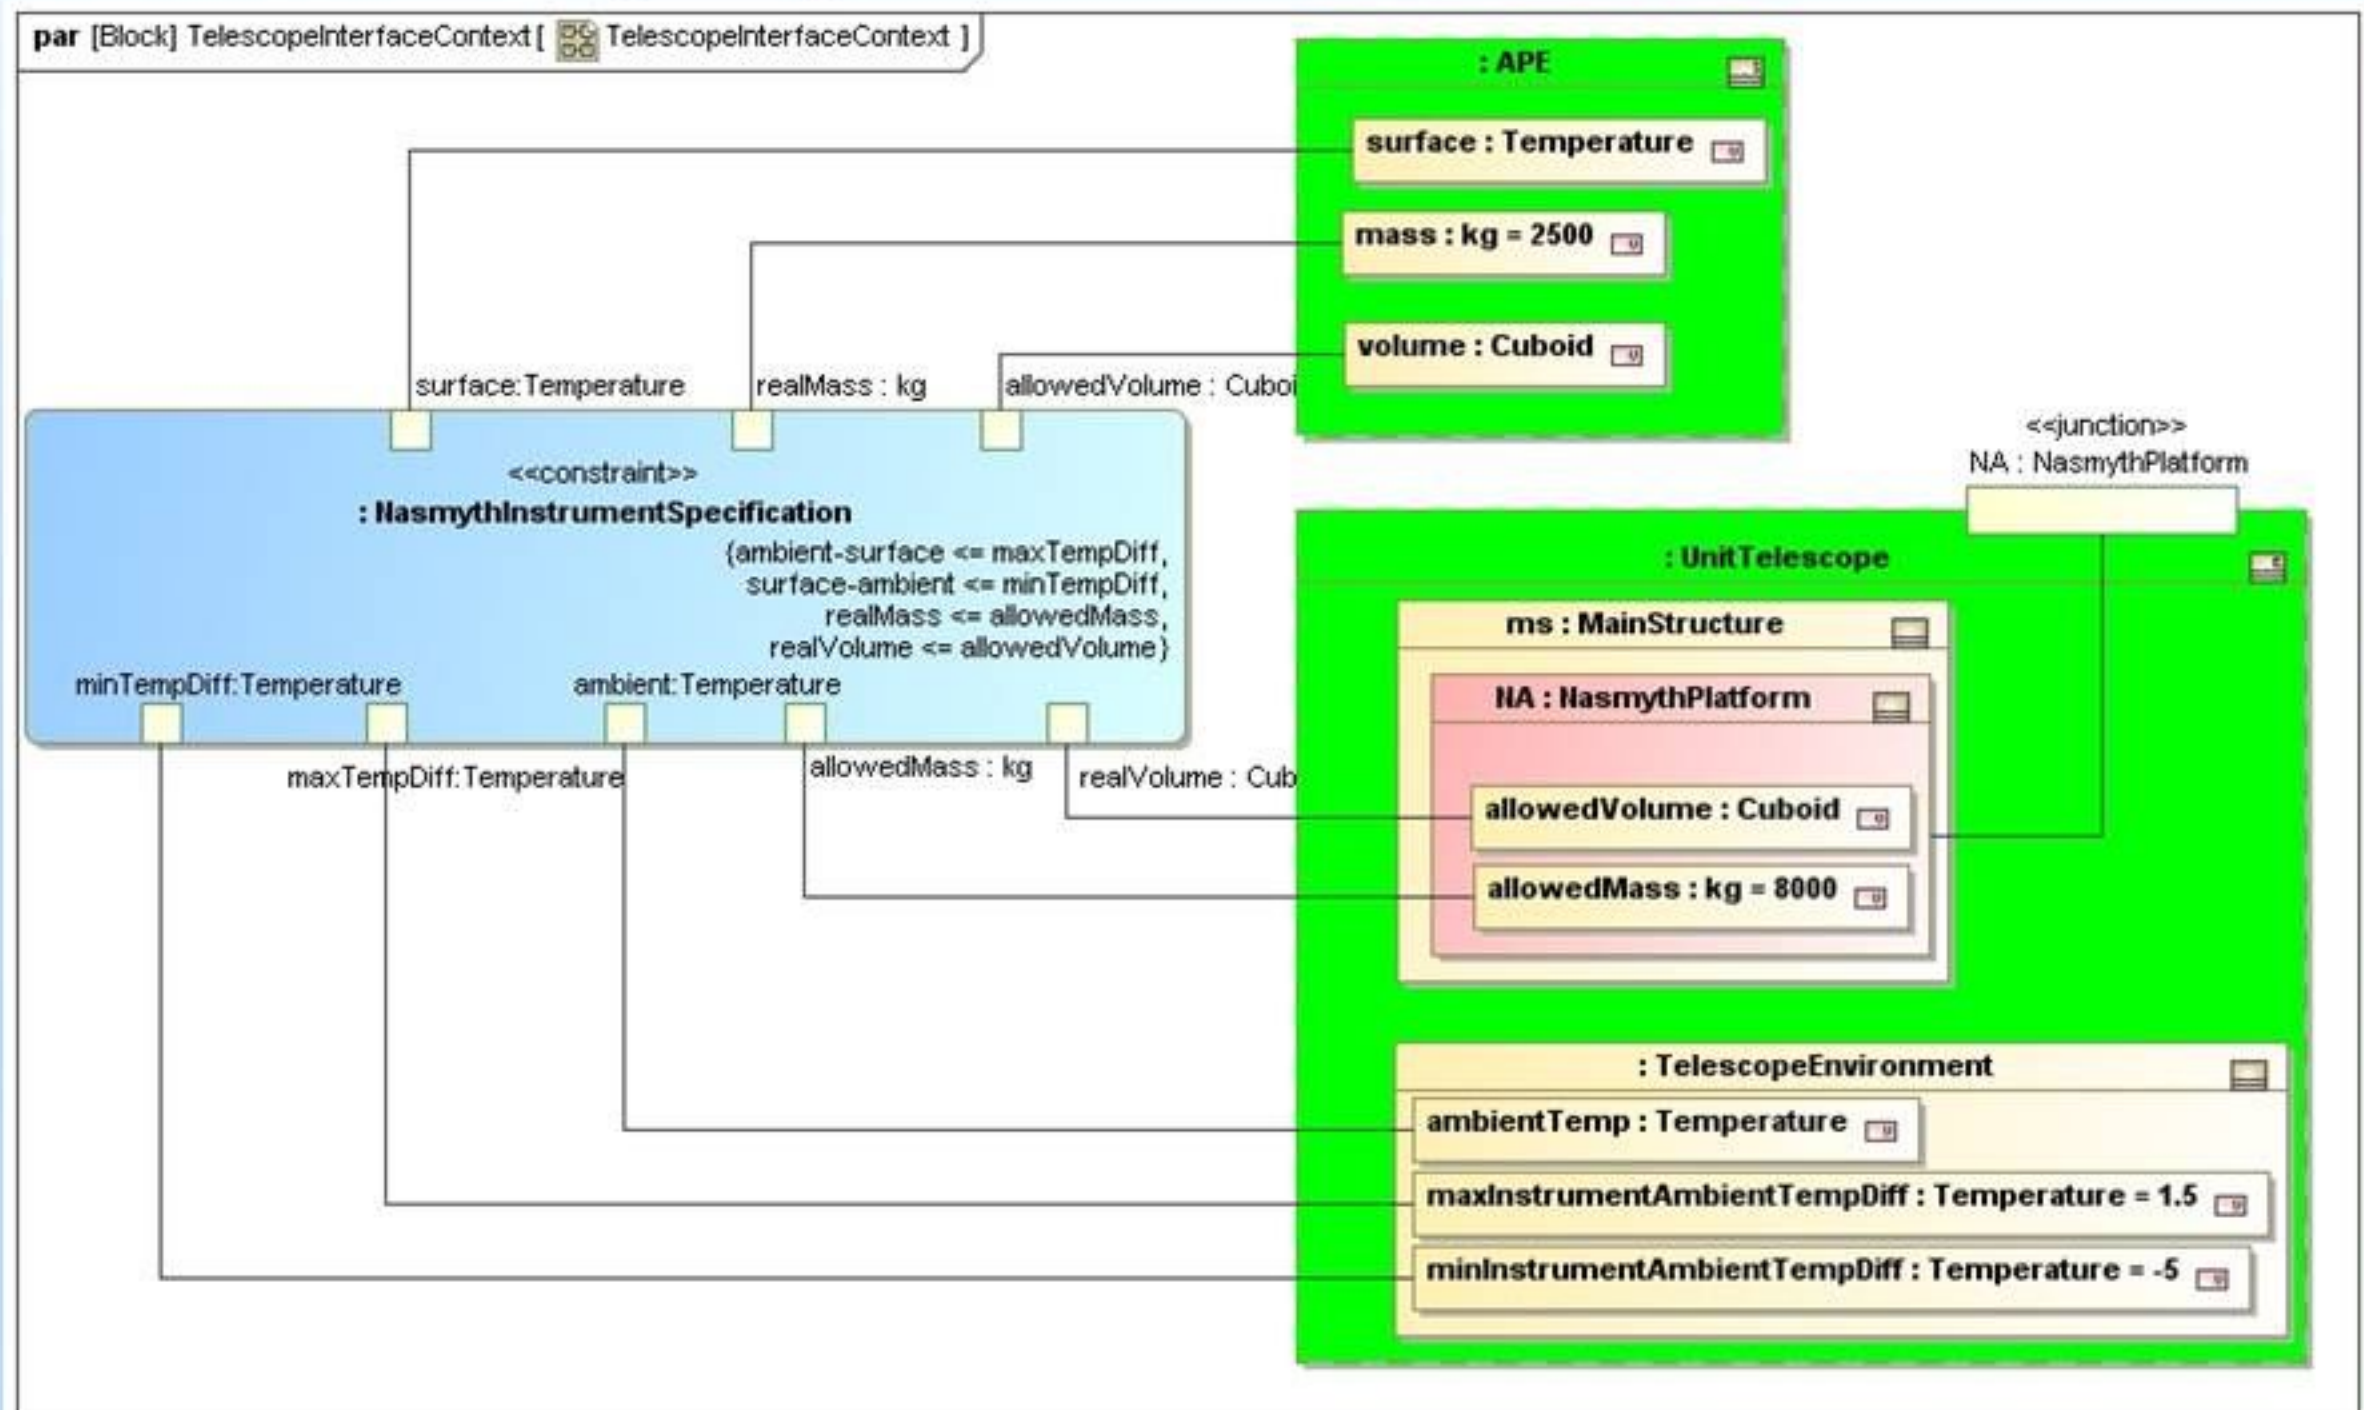 par [Block] TelescopeInterfaceContext [ TelescopeInterfaceContext ]
: APE
surface : Temperature
mass : kg = 2500
volume : Cuboid
surface:Temperature
realMass : kg
allowedVolume : Cuboi
<<constraint>>
: NasmythInstrumentSpecification
{ambient-surface <= maxTempDiff,
surface-ambient <= minTempDiff,
realMass <= allowedMass,
realVolume <= allowedVolume}
minTempDiff:Temperature
ambient:Temperature
maxTempDiff:Temperature
allowedMass : kg
realVolume : Cub
<<junction>>
NA : NasmythPlatform
: UnitTelescope
ms : MainStructure
NA : NasmythPlatform
allowedVolume : Cuboid
allowedMass : kg = 8000
: TelescopeEnvironment
ambientTemp : Temperature
maxInstrumentAmbientTempDiff : Temperature = 1.5
minInstrumentAmbientTempDiff : Temperature = -5